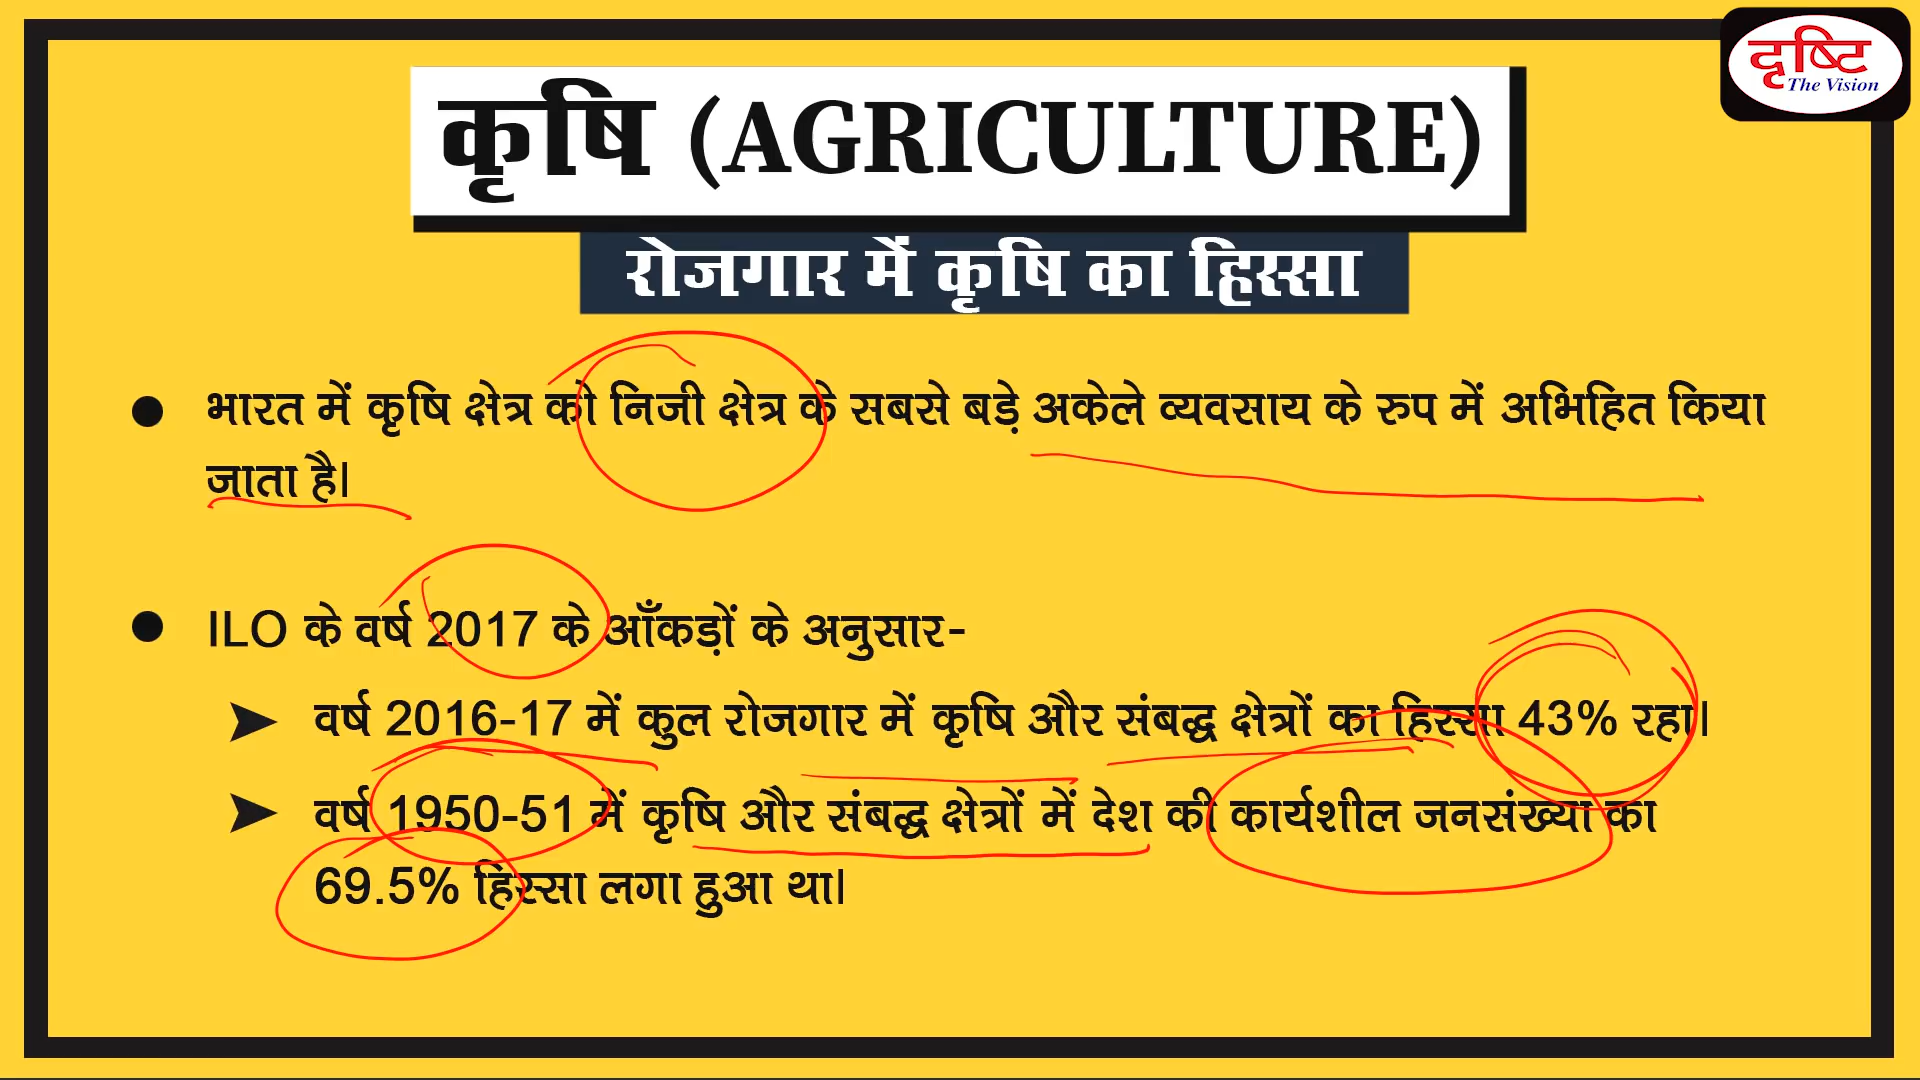 दृष्टि
The Vision
कृषि (AGRICULTURE)
रोजगार में कृषि का हिस्सा
● भारत में कृषि क्षेत्र को निजी क्षेत्र के सबसे बड़े अकेले व्यवसाय के रुप में अभिहित किया
जाता है।
● ILO के वर्ष 2017 के आँकड़ों के अनुसार-
➤ वर्ष 2016-17 में कुल रोजगार में कृषि और संबद्ध क्षेत्रों का हिस्सा 43% रहा।
➤ वर्ष 1950-51 में कृषि और संबद्ध क्षेत्रों में देश की कार्यशील जनसंख्या का
69.5% हिस्सा लगा हुआ था।